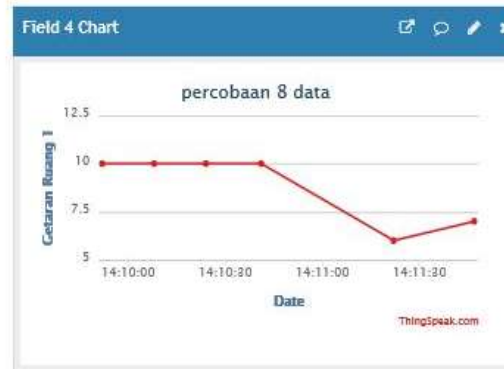 Field 4 Chart
percobaan 8 data
12.5
10
7.5
5
Getaran Ruang 1
14:10:00 14:10:30 14:11:00 14:11:30
Date
ThingSpeak.com